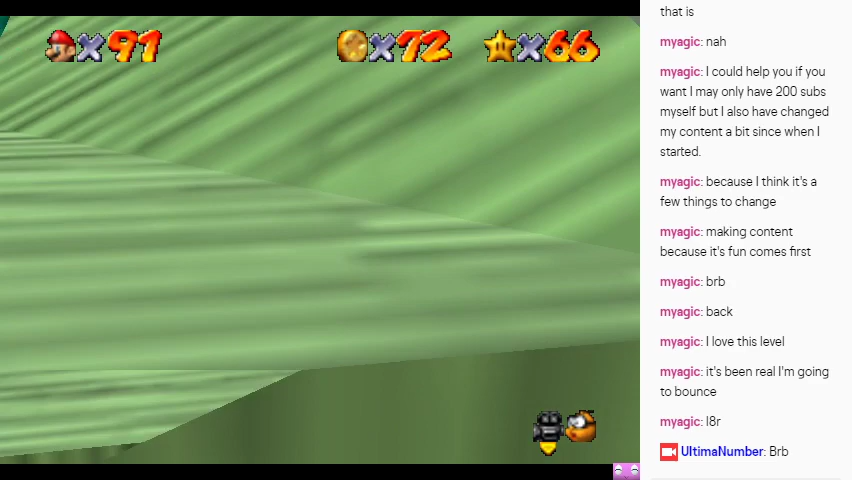 ×91
×72
×66
that is
myagic: nah
myagic: I could help you if you
want I may only have 200 subs
myself but I also have changed
my content a bit since when I
started.
myagic: because I think it's a
few things to change
myagic: making content
because it's fun comes first
myagic: brb
myagic: back
myagic: I love this level
myagic: it's been real I'm going
to bounce
myagic: l8r
UltimaNumber: Brb